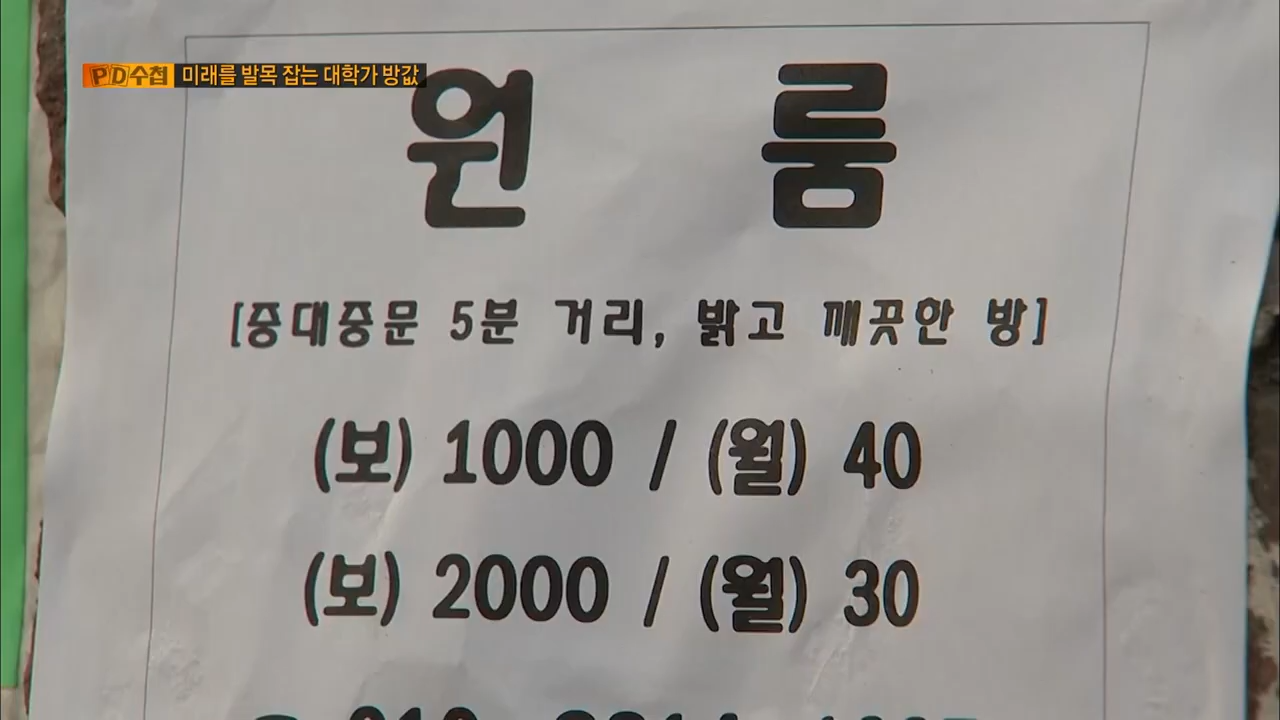 PD수첩 미래를 발목 잡는 대학가 방값
원 룸
[중대중문 5분 거리, 밝고 깨끗한 방]
(보) 1000 / (월) 40
(보) 2000 / (월) 30